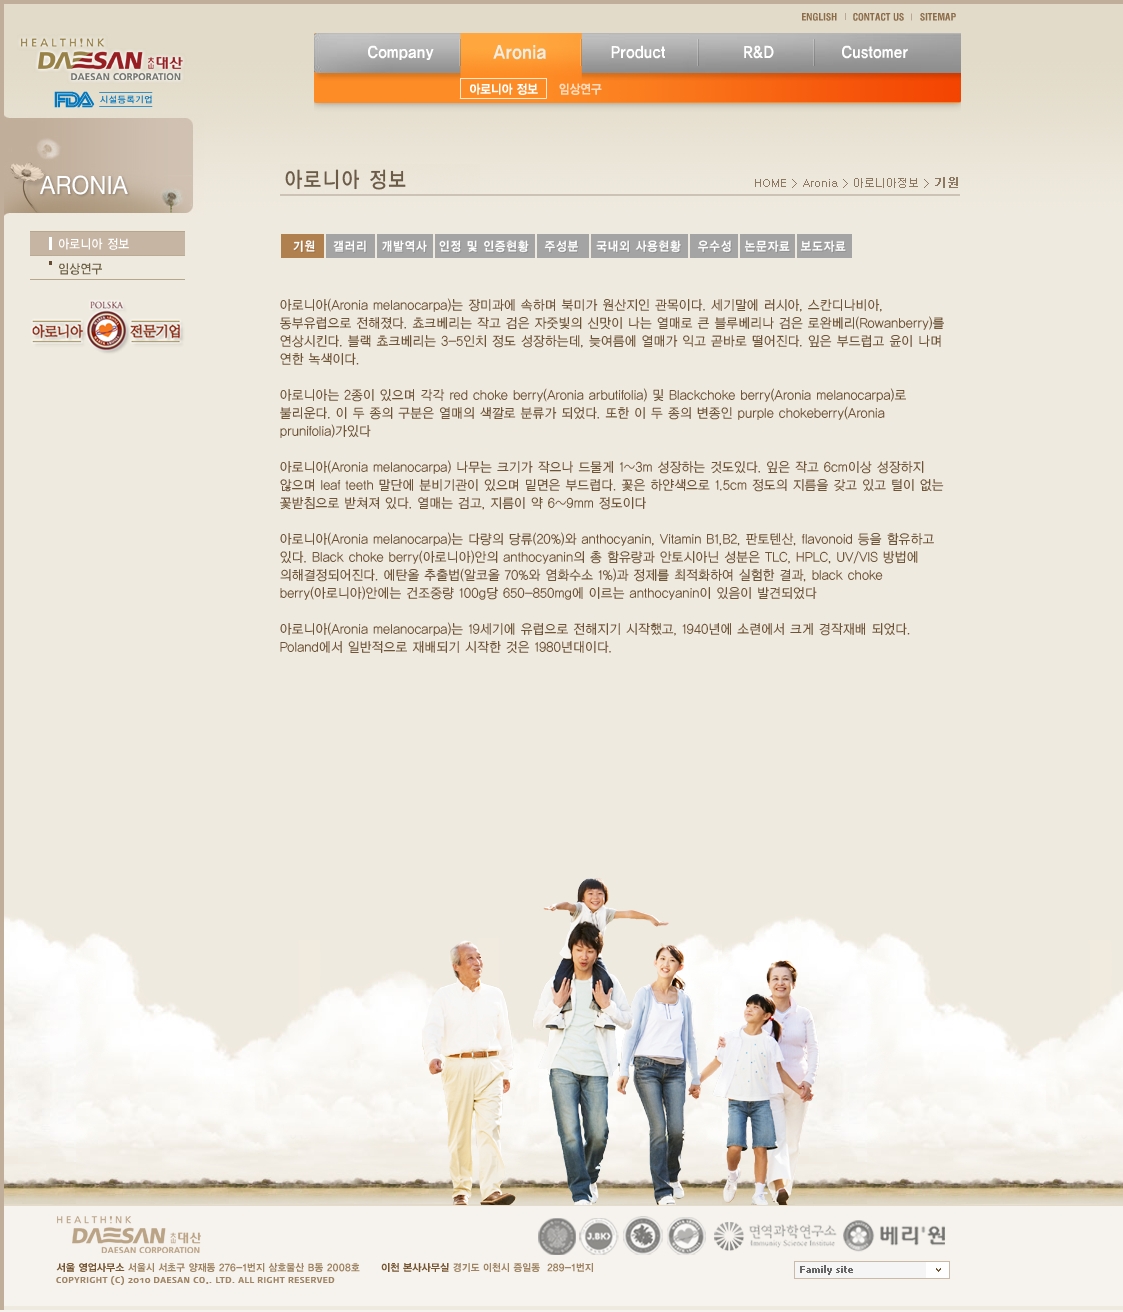 ENGLISH CONTACT US SITEMAP
HEALTH!NK
DAESAN 초암 대산
DAESAN CORPORATION
FDA 시설등록기업
Company Aronia Product R&D Customer
아로니아 정보 임상연구
ARONIA
아로니아 정보
임상연구
POLSKA
아로니아 전문기업
아로니아 정보
HOME > Aronia > 아로니아정보 > 기원
기원 갤러리 개발역사 인정 및 인증현황 주성분 국내외 사용현황 우수성 논문자료 보도자료
아로니아(Aronia melanocarpa)는 장미과에 속하며 북미가 원산지인 관목이다. 세기말에 러시아, 스칸디나비아,
동부유럽으로 전해졌다. 쵸크베리는 작고 검은 자줏빛의 신맛이 나는 열매로 큰 블루베리나 검은 로완베리(Rowanberry)를
연상시킨다. 블랙 쵸크베리는 3-5인치 정도 성장하는데, 늦여름에 열매가 익고 곧바로 떨어진다. 잎은 부드럽고 윤이 나며
연한 녹색이다.
아로니아는 2종이 있으며 각각 red choke berry(Aronia arbutifolia) 및 Blackchoke berry(Aronia melanocarpa)로
불리운다. 이 두 종의 구분은 열매의 색깔로 분류가 되었다. 또한 이 두 종의 변종인 purple chokeberry(Aronia
prunifolia)가있다
아로니아(Aronia melanocarpa) 나무는 크기가 작으나 드물게 1~3m 성장하는 것도있다. 잎은 작고 6cm이상 성장하지
않으며 leaf teeth 말단에 분비기관이 있으며 밑면은 부드럽다. 꽃은 하얀색으로 1.5cm 정도의 지름을 갖고 있고 털이 없는
꽃받침으로 받쳐져 있다. 열매는 검고, 지름이 약 6~9mm 정도이다
아로니아(Aronia melanocarpa)는 다량의 당류(20%)와 anthocyanin, Vitamin B1,B2, 판토텐산, flavonoid 등을 함유하고
있다. Black choke berry(아로니아)안의 anthocyanin의 총 함유량과 안토시아닌 성분은 TLC, HPLC, UV/VIS 방법에
의해결정되어진다. 에탄올 추출법(알코올 70%와 염화수소 1%)과 정제를 최적화하여 실험한 결과, black choke
berry(아로니아)안에는 건조중량 100g당 650-850mg에 이르는 anthocyanin이 있음이 발견되었다
아로니아(Aronia melanocarpa)는 19세기에 유럽으로 전해지기 시작했고, 1940년에 소련에서 크게 경작재배 되었다.
Poland에서 일반적으로 재배되기 시작한 것은 1980년대이다.
HEALTH!NK
DAESAN 초암 대산
DAESAN CORPORATION
J.BKI
면역과학연구소
Immunity Science Institute
베리'원
서울 영업사무소 서울시 서초구 양재동 276-1번지 삼호물산 B동 2008호 이천 본사사무실 경기도 이천시 증일동 289-1번지
COPYRIGHT (C) 2010 DAESAN CO,. LTD. ALL RIGHT RESERVED
Family site